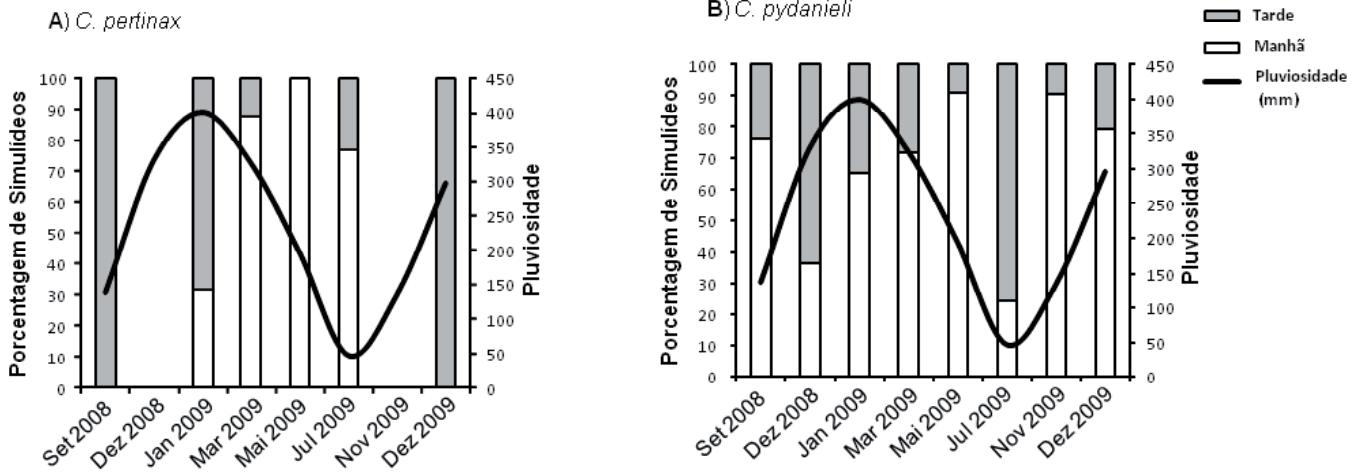 A) C. pertinax
Porcentagem de Simulídeos
100
90
80
70
60
50
40
30
20
10
0
450
400
350
300
250
200
150
100
50
0
Pluviosidade
Set 2008
Dez 2008
Jan 2009
Mar 2009
Mai 2009
Jul 2009
Nov 2009
Dez 2009
B) C. pydanieli
Porcentagem de Simulídeos
100
90
80
70
60
50
40
30
20
10
0
450
400
350
300
250
200
150
100
50
0
Pluviosidade
Set 2008
Dez 2008
Jan 2009
Mar 2009
Mai 2009
Jul 2009
Nov 2009
Dez 2009
Tarde
Manhã
Pluviosidade
(mm)